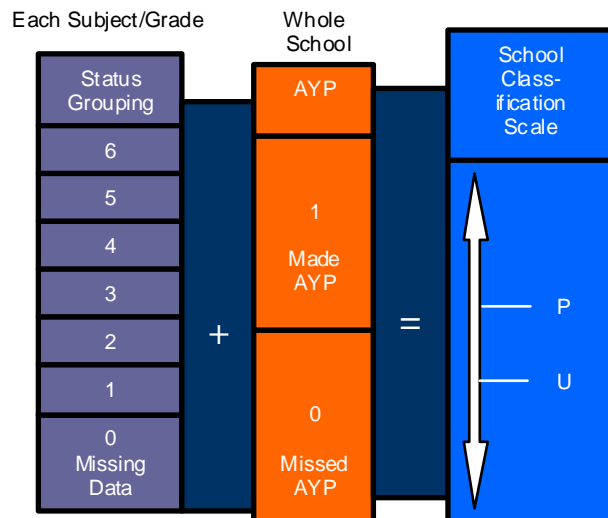 Each Subject/Grade
Status
Grouping
6
5
4
3
2
1
0
Missing
Data
+
Whole
School
AYP
1
Made
AYP
0
Missed
AYP
=
School
Class-
ification
Scale
P
U